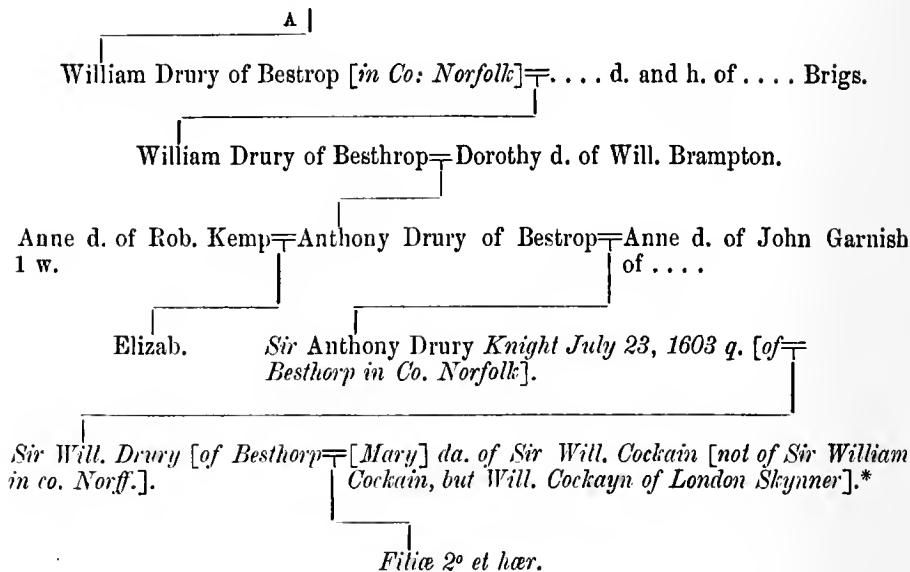 A
William Drury of Bestrop [in Co: Norfolk]=. . . . d. and h. of . . . . Brigs.
William Drury of Besthrop=Dorothy d. of Will. Brampton.
Anne d. of Rob. Kemp=Anthony Drury of Bestrop=Anne d. of John Garnish
1 w. of . . . .
Elizab. Sir Anthony Drury Knight July 23, 1603 q. [of=
Besthorp in Co. Norfolk].
Sir Will. Drury [of Besthorp=[Mary] da. of Sir Will. Cockain [not of Sir William
in co. Norff.]. Cockain, but Will. Cockayn of London Skynner].*
Filiæ 2º et hær.